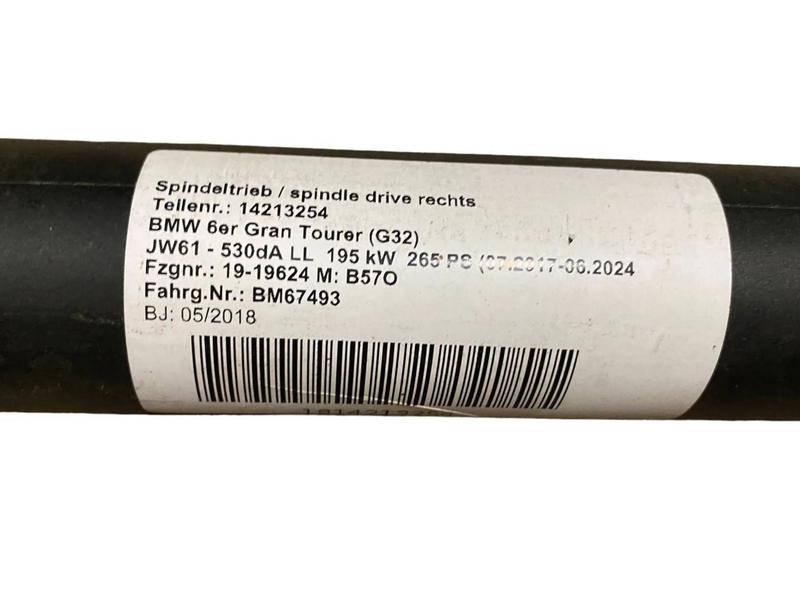 Spindeltrieb / spindle drive rechts
Teilenr.: 14213254
BMW 6er Gran Tourer (G32)
JW61 - 530dA LL 195 kW 265 PS (07.2017-06.2024
Fzgnr.: 19-19624 M: B57O
Fahrg.Nr.: BM67493
BJ: 05/2018